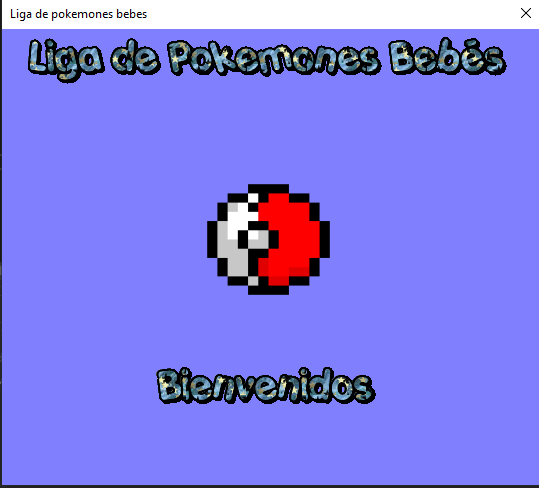 Liga de pokemones bebes
Liga de Pokemones Bebés
Bienvenidos